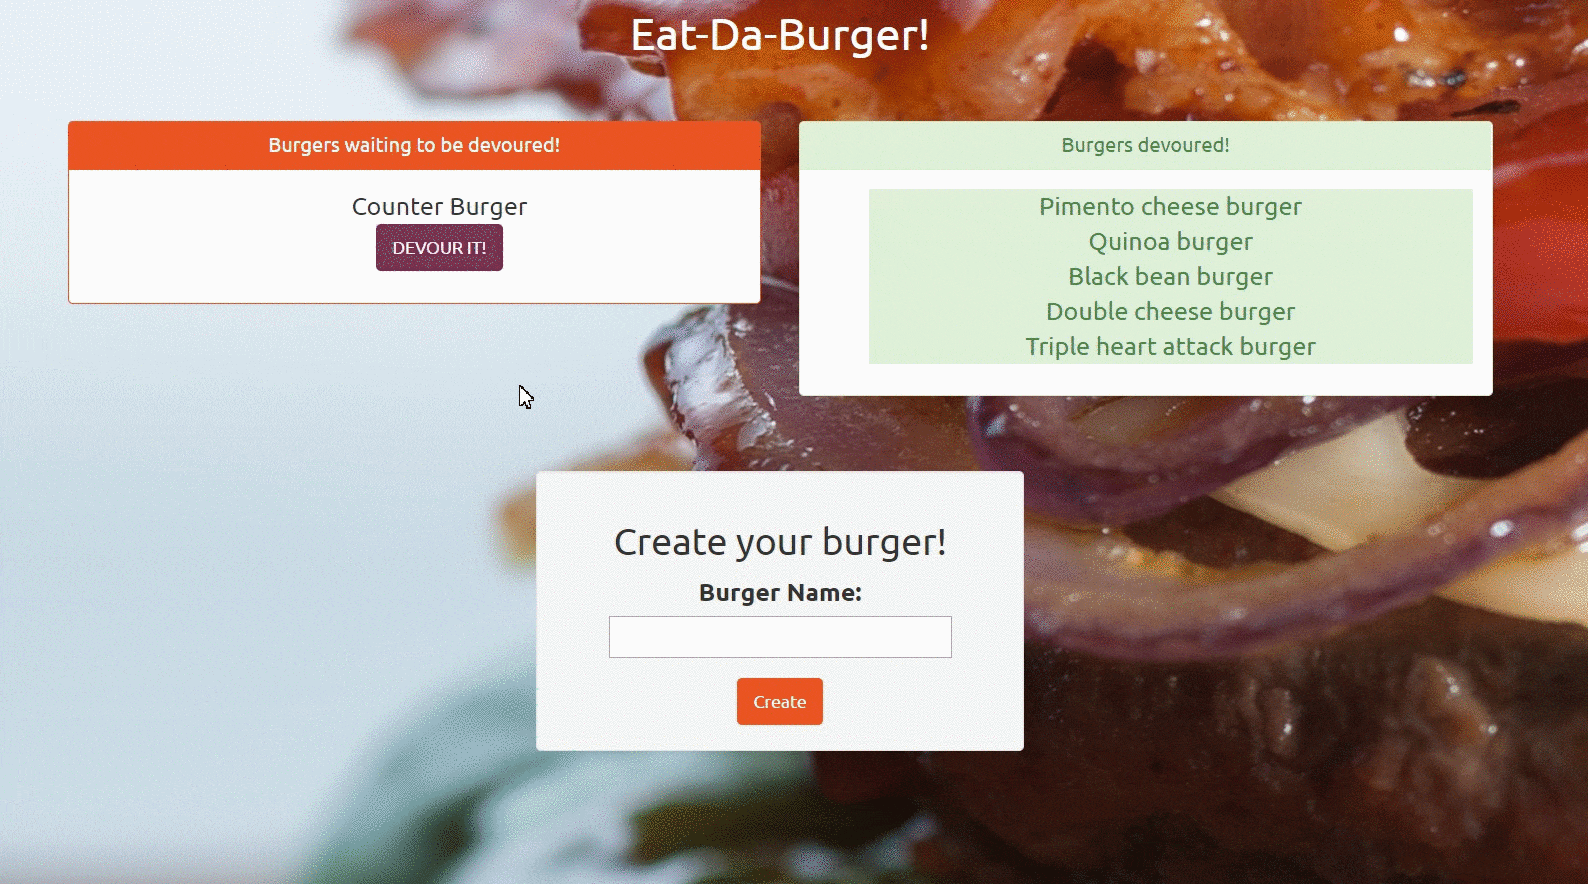 Eat-Da-Burger!
Burgers waiting to be devoured!
Counter Burger
DEVOUR IT!
Burgers devoured!
Pimento cheese burger
Quinoa burger
Black bean burger
Double cheese burger
Triple heart attack burger
Create your burger!
Burger Name:
Create